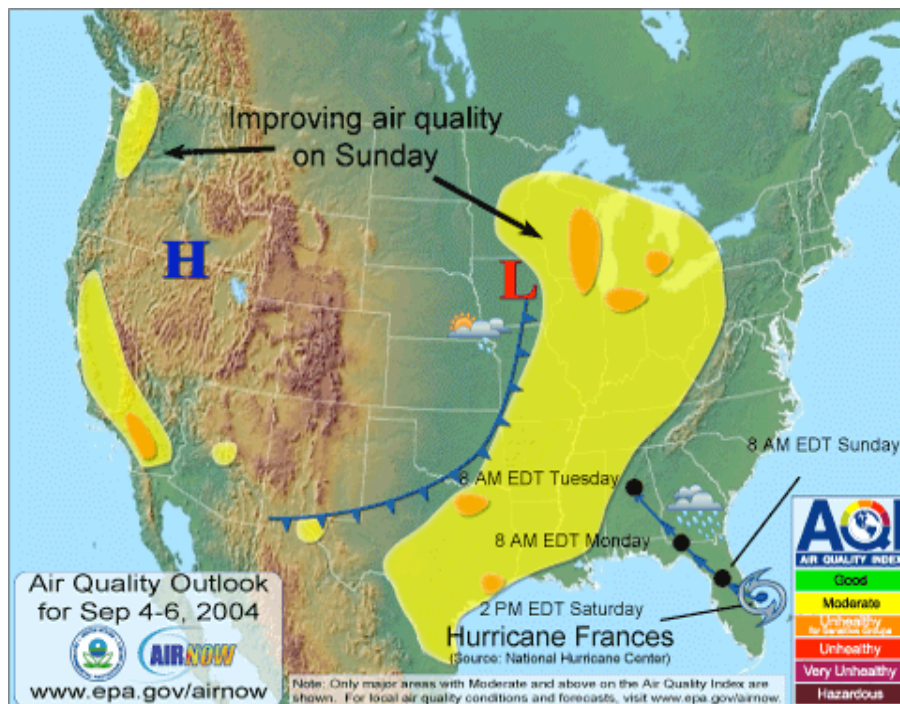 Improving air quality
on Sunday
H
L
8 AM EDT Sunday
8 AM EDT Tuesday
8 AM EDT Monday
2 PM EDT Saturday
Hurricane Frances
(Source: National Hurricane Center)
Air Quality Outlook
for Sep 4-6, 2004
AIRNOW
www.epa.gov/airnow
Note: Only major areas with Moderate and above on the Air Quality Index are
shown. For local air quality conditions and forecasts, visit www.epa.gov/airnow.
AQI
AIR QUALITY INDEX
Good
Moderate
Unhealthy
for Sensitive Groups
Unhealthy
Very Unhealthy
Hazardous